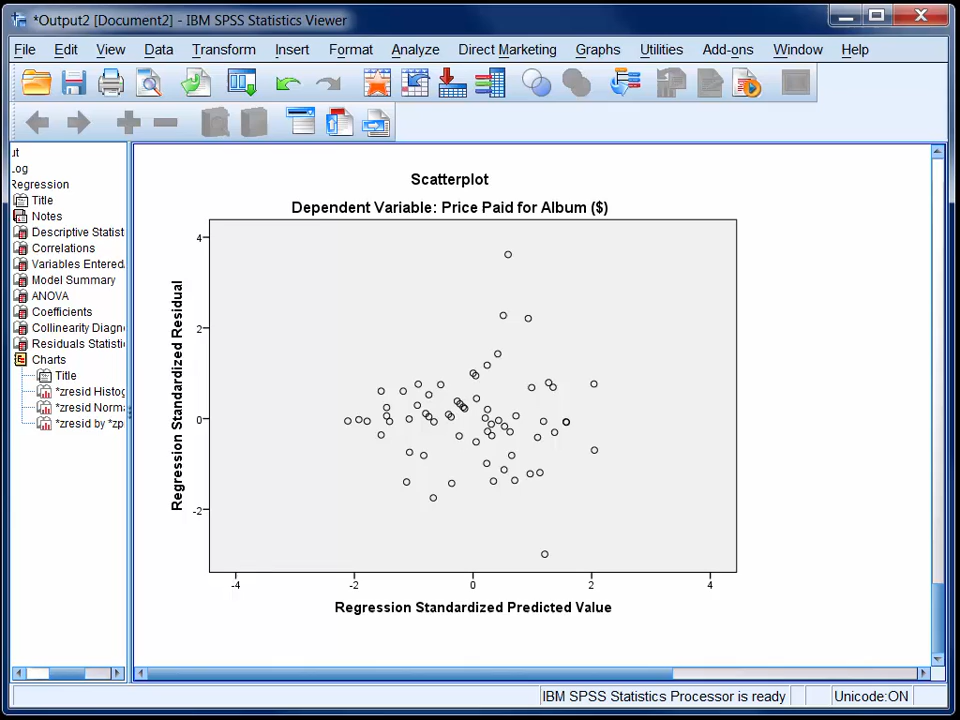 *Output2 [Document2] - IBM SPSS Statistics Viewer
File Edit View Data Transform Insert Format Analyze Direct Marketing Graphs Utilities Add-ons Window Help
ut
Log
Regression
Title
Notes
Descriptive Statist
Correlations
Variables Entered
Model Summary
ANOVA
Coefficients
Collinearity Diagn
Residuals Statisti
Charts
Title
*zresid Histog
*zresid Norma
*zresid by *zp
Scatterplot
Dependent Variable: Price Paid for Album ($)
Regression Standardized Residual
4
2
0
-2
-4 -2 0 2 4
Regression Standardized Predicted Value
IBM SPSS Statistics Processor is ready
Unicode:ON